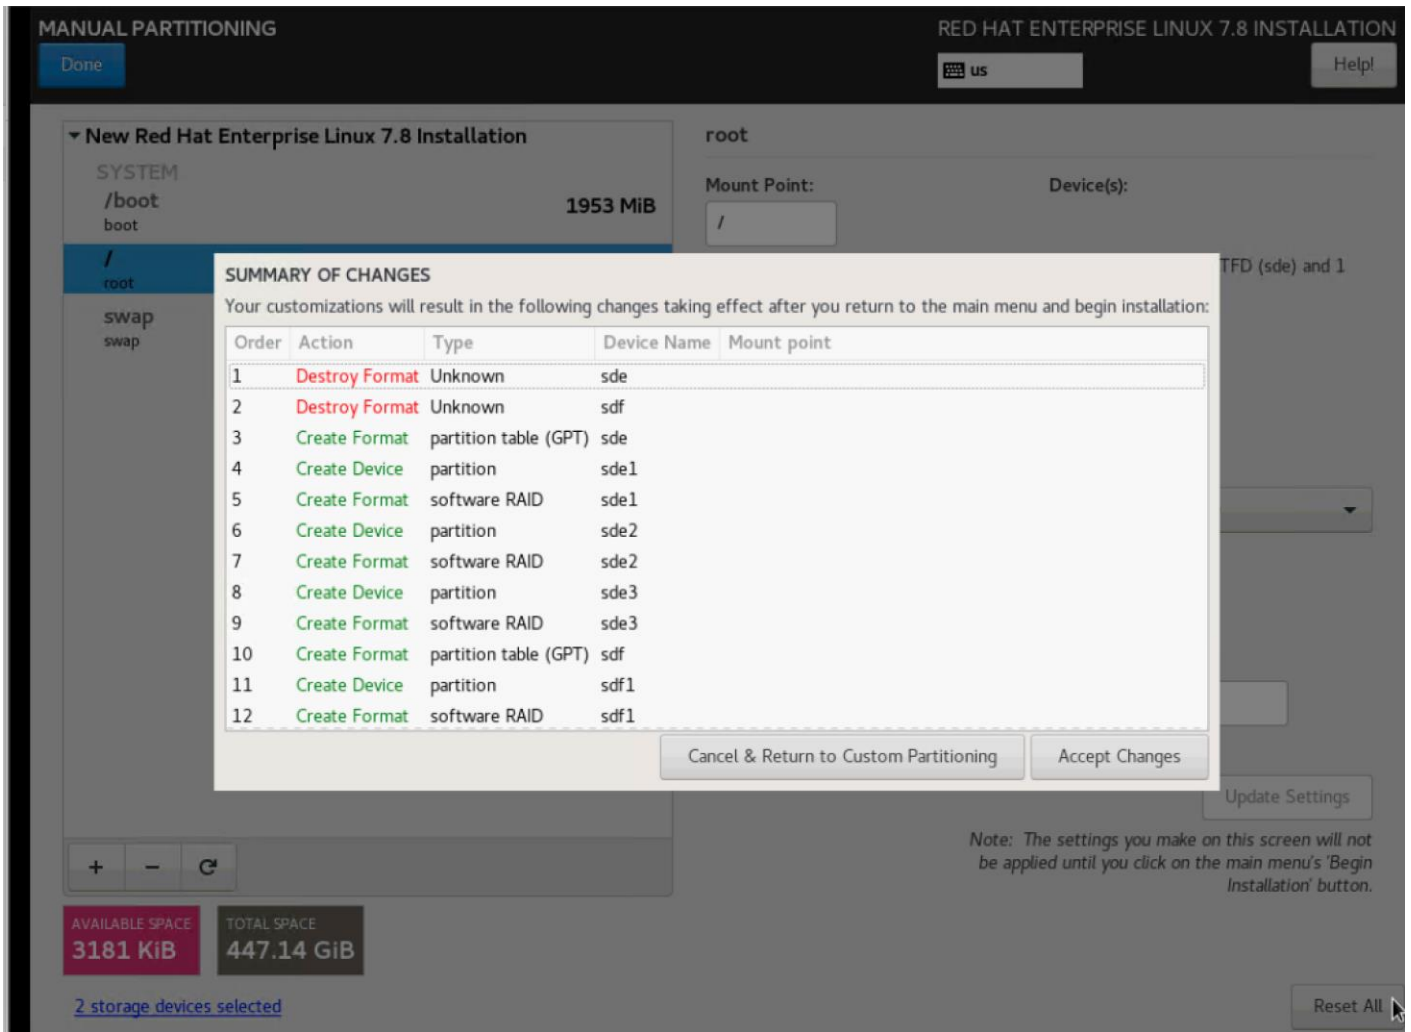 MANUAL PARTITIONING
RED HAT ENTERPRISE LINUX 7.8 INSTALLATION
Done
us
Help!
New Red Hat Enterprise Linux 7.8 Installation
SYSTEM
/boot
boot
1953 MiB
/
root
swap
swap
root
Mount Point:
Device(s):
/
TFD (sde) and 1
SUMMARY OF CHANGES
Your customizations will result in the following changes taking effect after you return to the main menu and begin installation:
Order Action Type Device Name Mount point
1 Destroy Format Unknown sde
2 Destroy Format Unknown sdf
3 Create Format partition table (GPT) sde
4 Create Device partition sde1
5 Create Format software RAID sde1
6 Create Device partition sde2
7 Create Format software RAID sde2
8 Create Device partition sde3
9 Create Format software RAID sde3
10 Create Format partition table (GPT) sdf
11 Create Device partition sdf1
12 Create Format software RAID sdf1
Cancel & Return to Custom Partitioning
Accept Changes
Update Settings
Note: The settings you make on this screen will not
be applied until you click on the main menu's 'Begin
Installation' button.
+ −
AVAILABLE SPACE
3181 KiB
TOTAL SPACE
447.14 GiB
2 storage devices selected
Reset All